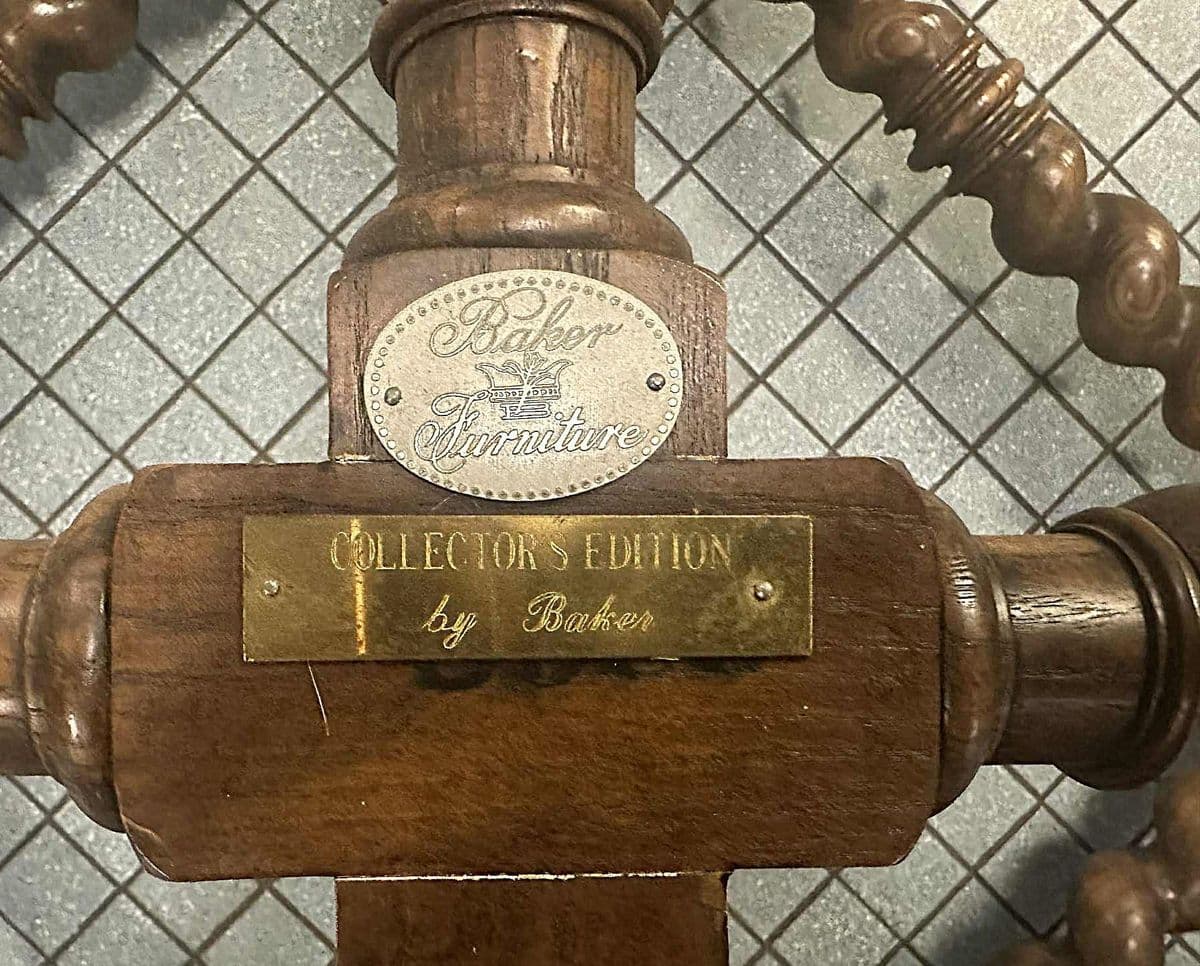 Baker
Furniture
COLLECTOR'S EDITION
by Baker